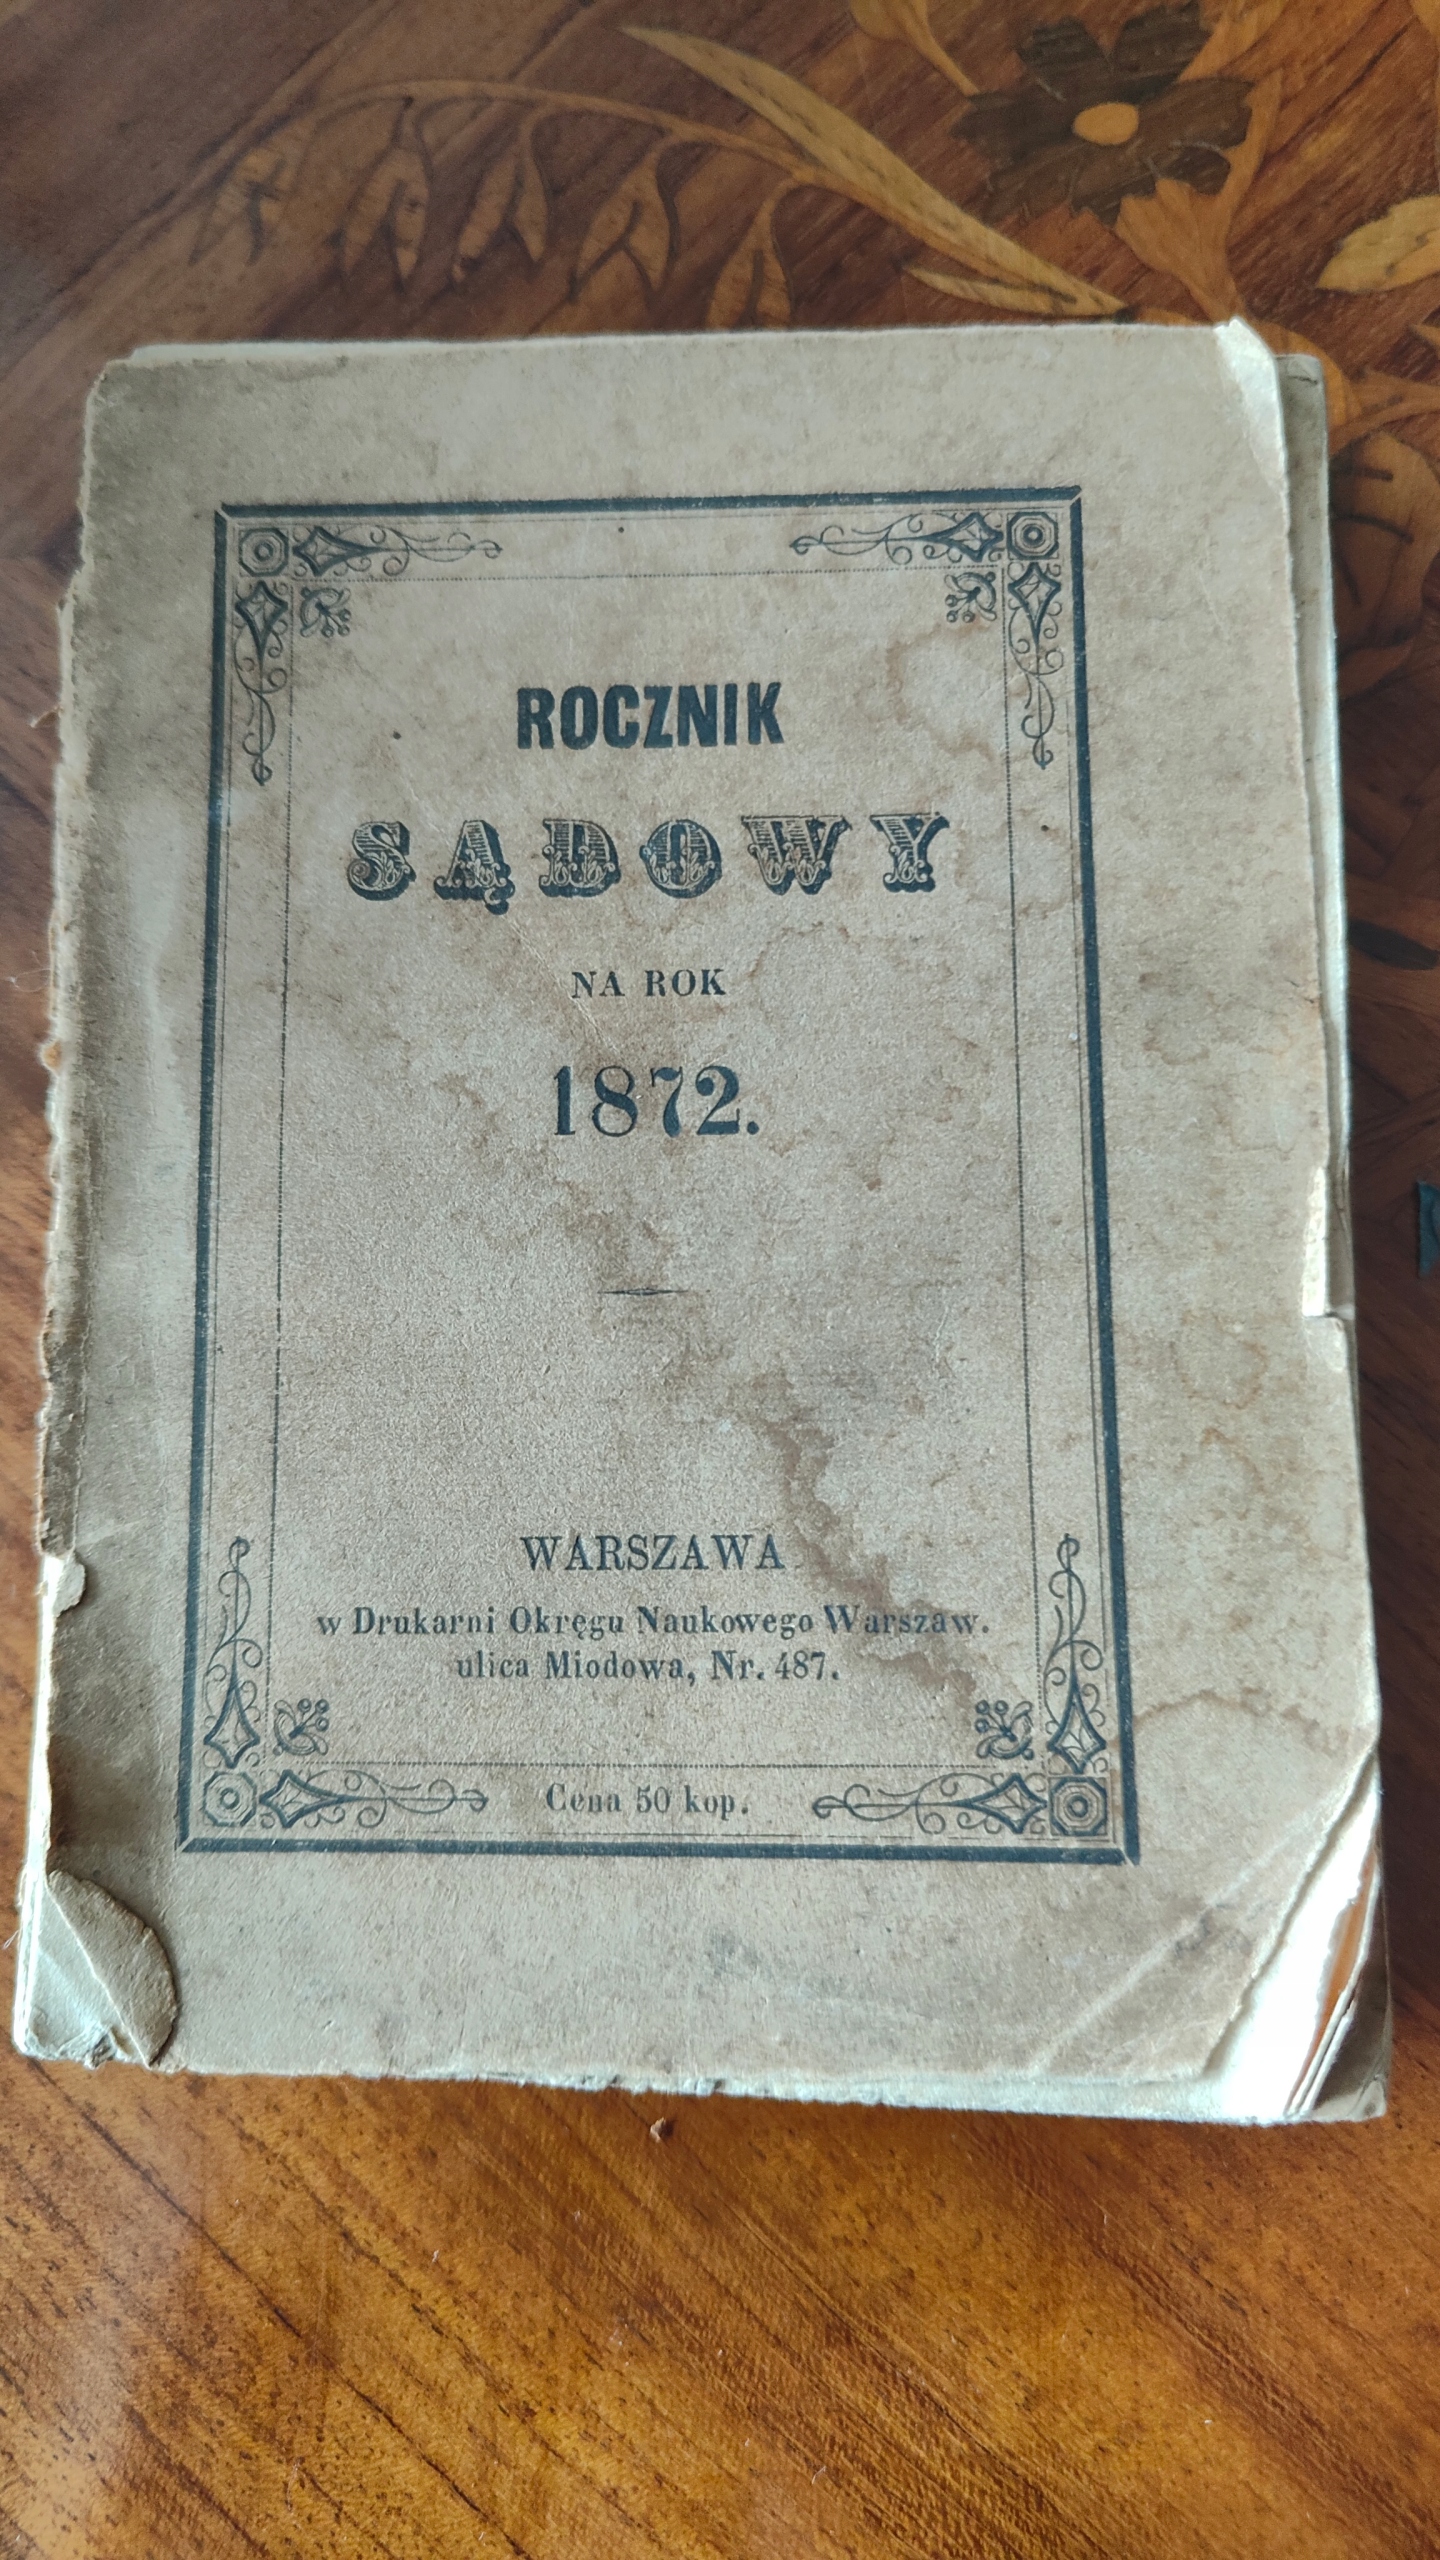 ROCZNIK
SĄDOWY
NA ROK
1872.
WARSZAWA
w Drukarni Okręgu Naukowego Warszaw.
ulica Miodowa, Nr. 487.
Cena 50 kop.